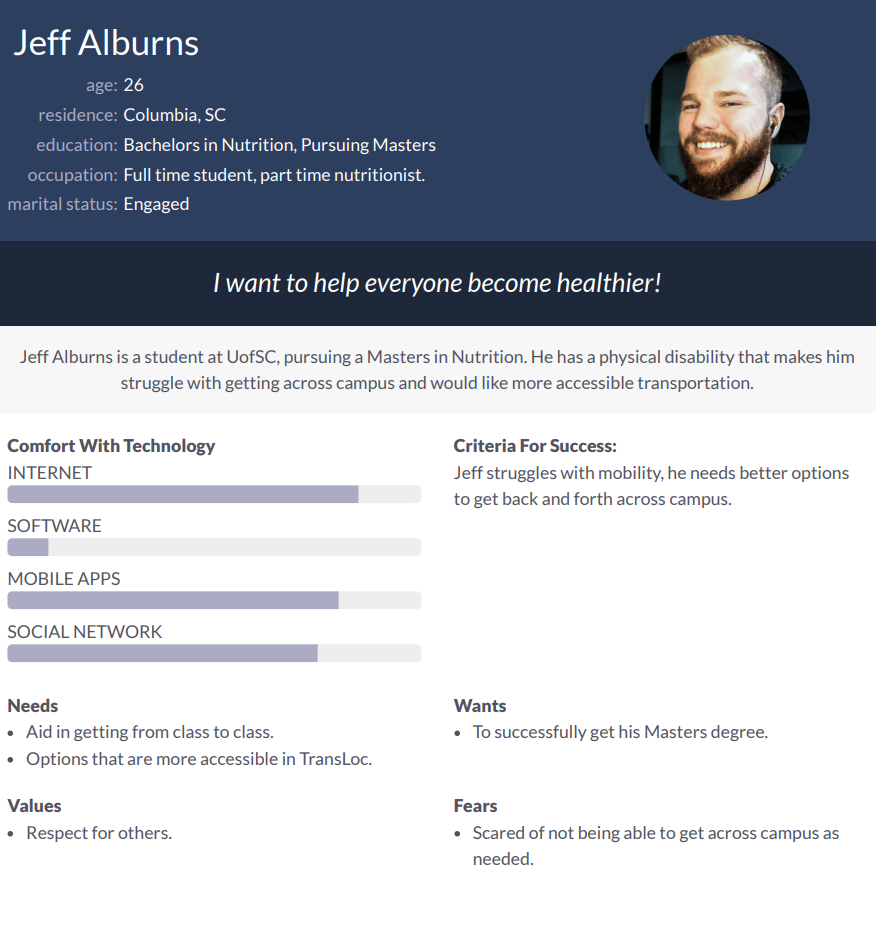 Jeff Alburns
age: 26
residence: Columbia, SC
education: Bachelors in Nutrition, Pursuing Masters
occupation: Full time student, part time nutritionist.
marital status: Engaged
I want to help everyone become healthier!
Jeff Alburns is a student at UofSC, pursuing a Masters in Nutrition. He has a physical disability that makes him
struggle with getting across campus and would like more accessible transportation.
Comfort With Technology
INTERNET
SOFTWARE
MOBILE APPS
SOCIAL NETWORK
Criteria For Success:
Jeff struggles with mobility, he needs better options
to get back and forth across campus.
Needs
• Aid in getting from class to class.
• Options that are more accessible in TransLoc.
Wants
• To successfully get his Masters degree.
Values
• Respect for others.
Fears
• Scared of not being able to get across campus as
needed.